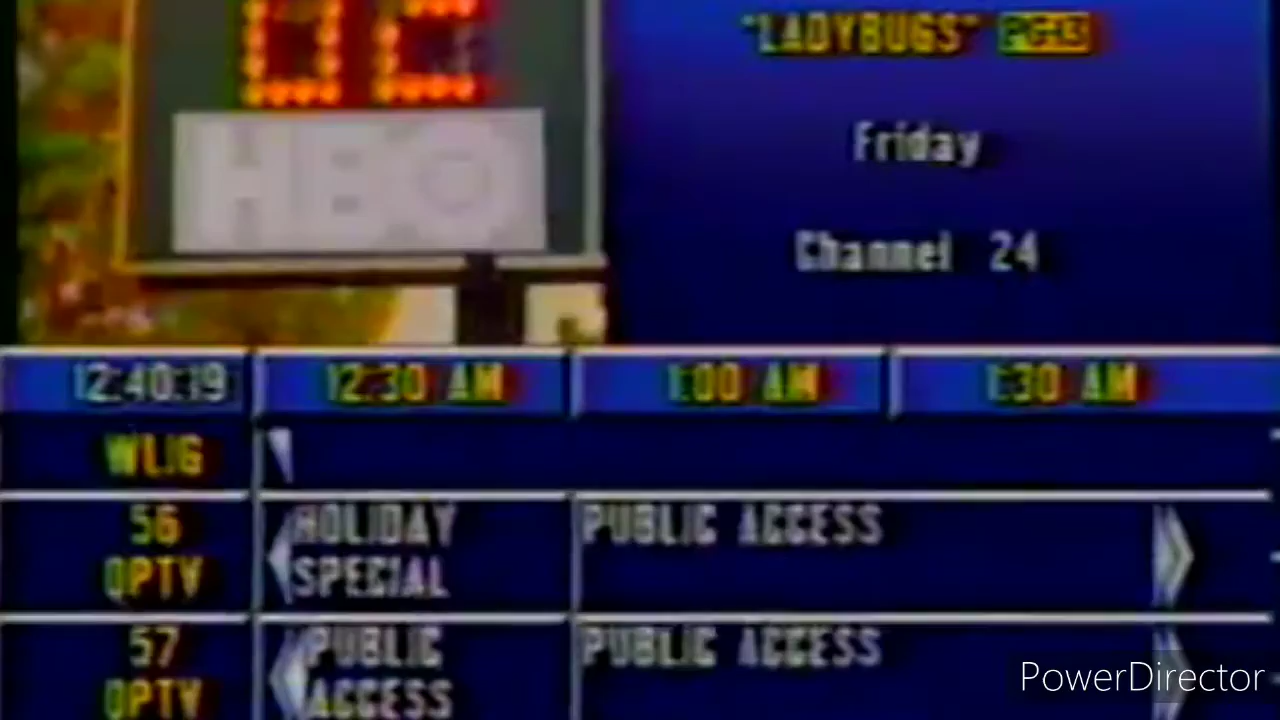 "LADYBUGS" PG-13
HBO
Friday
Channel 24
12:40:19 12:30 AM 1:00 AM 1:30 AM
WLIG
56 HOLIDAY PUBLIC ACCESS
QPTV SPECIAL
57 PUBLIC PUBLIC ACCESS
QPTV ACCESS
PowerDirector